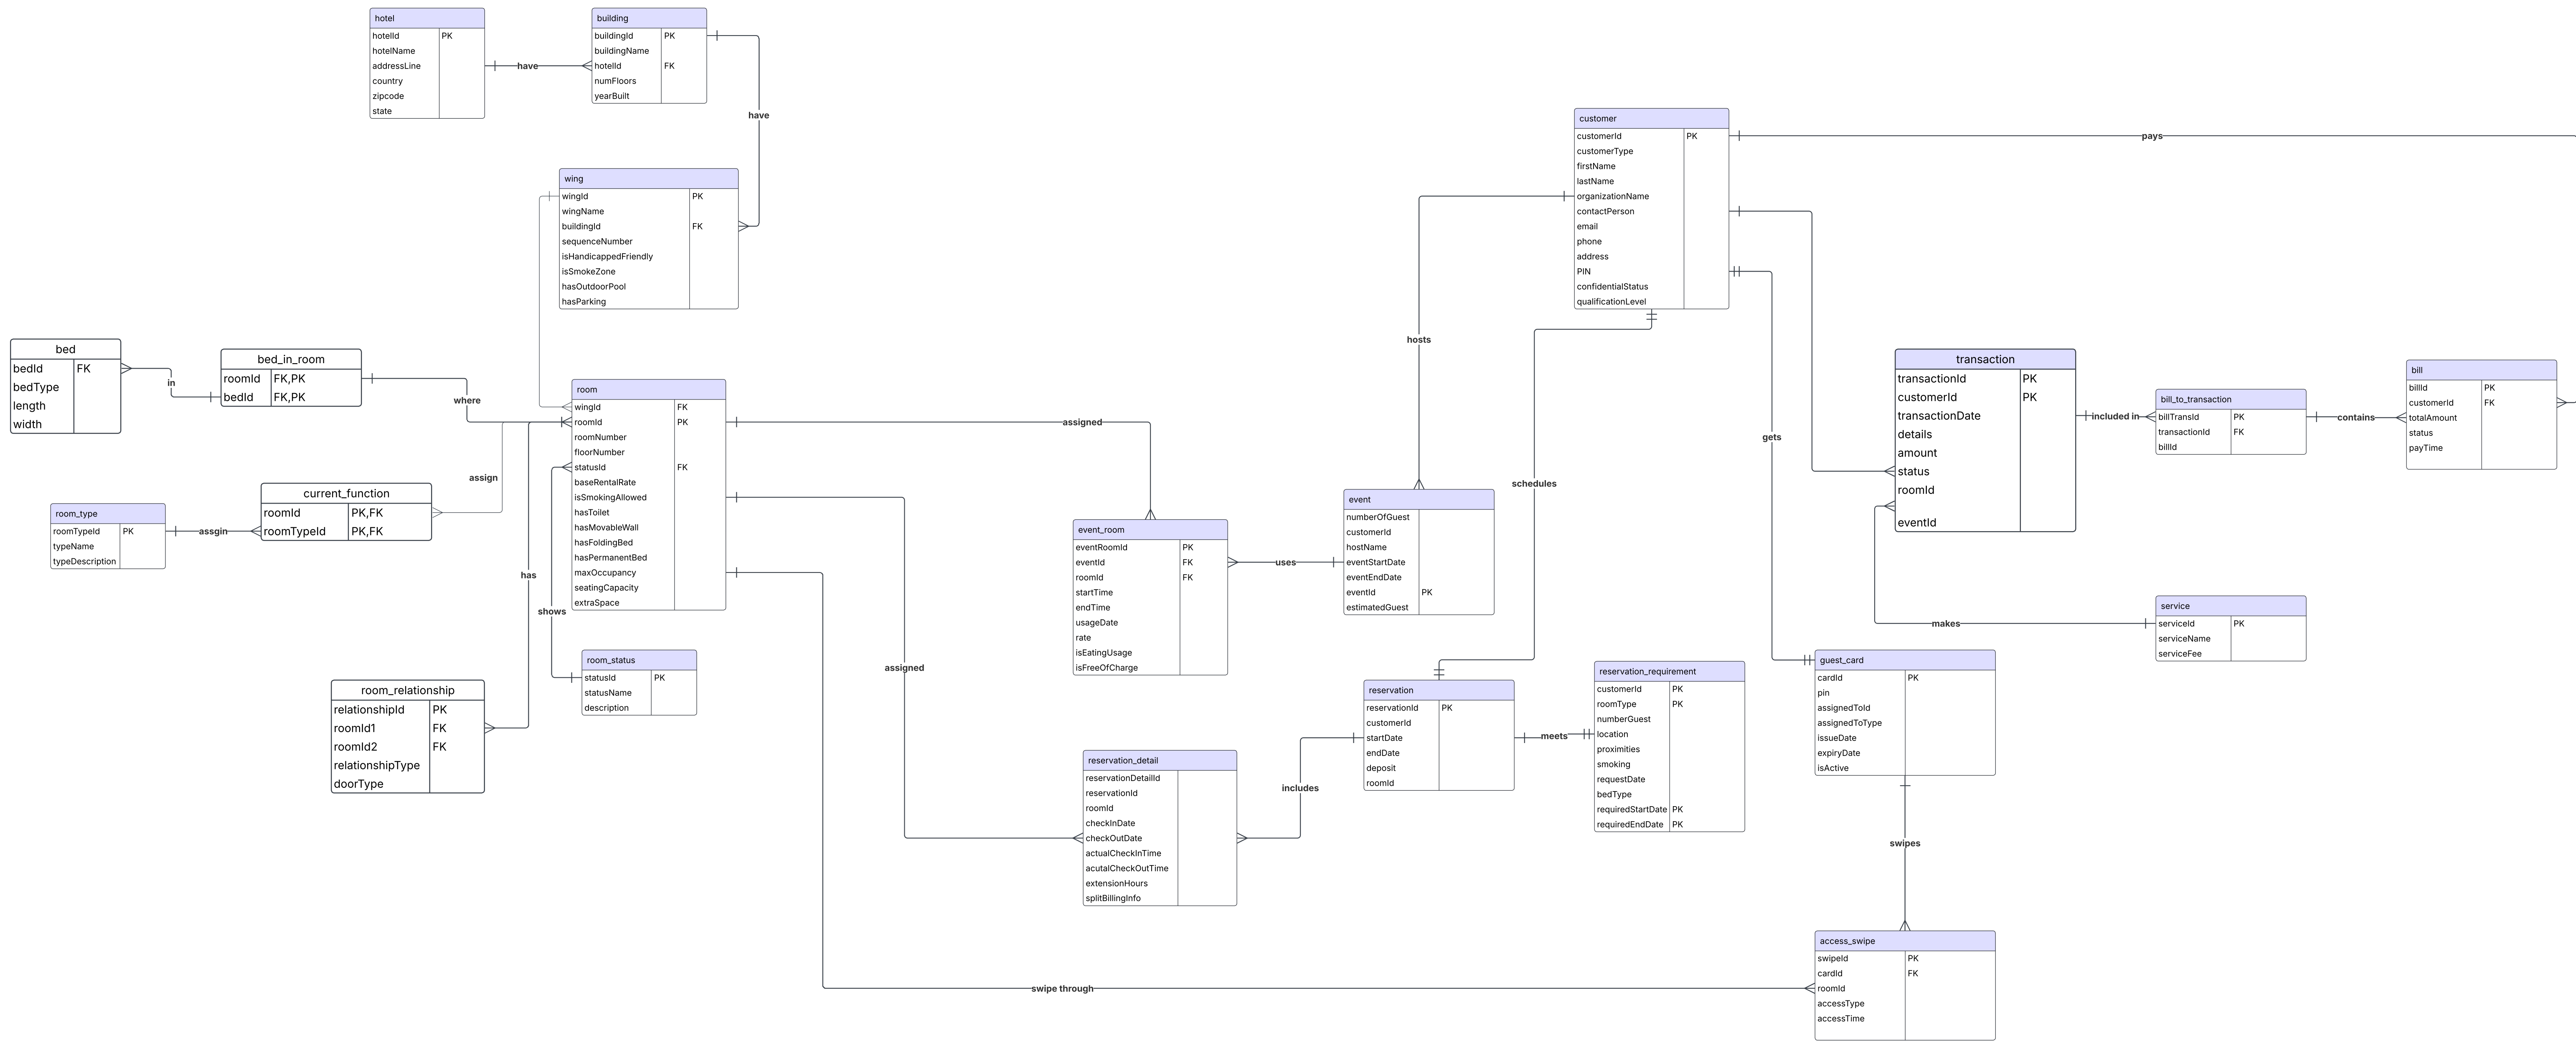 hotel
hotelId PK
hotelName
addressLine
country
zipcode
state
have
building
buildingId PK
buildingName
hotelId FK
numFloors
yearBuilt
have
wing
wingId PK
wingName
buildingId FK
sequenceNumber
isHandicappedFriendly
isSmokeZone
hasOutdoorPool
hasParking
bed
bedId FK
bedType
length
width
in
bed_in_room
roomId FK,PK
bedId FK,PK
where
room
wingId FK
roomId PK
roomNumber
floorNumber
statusId FK
baseRentalRate
isSmokingAllowed
hasToilet
hasMovableWall
hasFoldingBed
hasPermanentBed
maxOccupancy
seatingCapacity
extraSpace
assign
current_function
roomId PK,FK
roomTypeId PK,FK
room_type
roomTypeId PK
typeName
typeDescription
assgin
has
shows
room_status
statusId PK
statusName
description
room_relationship
relationshipId PK
roomId1 FK
roomId2 FK
relationshipType
doorType
assigned
assigned
swipe through
event_room
eventRoomId PK
eventId FK
roomId FK
startTime
endTime
usageDate
rate
isEatingUsage
isFreeOfCharge
uses
event
numberOfGuest
customerId
hostName
eventStartDate
eventEndDate
eventId PK
estimatedGuest
hosts
customer
customerId PK
customerType
firstName
lastName
organizationName
contactPerson
email
phone
address
PIN
confidentialStatus
qualificationLevel
pays
schedules
gets
reservation_detail
reservationDetailId
reservationId
roomId
checkInDate
checkOutDate
actualCheckInTime
acutalCheckOutTime
extensionHours
splitBillingInfo
includes
reservation
reservationId PK
customerId
startDate
endDate
deposit
roomId
meets
reservation_requirement
customerId PK
roomType PK
numberGuest
location
proximities
smoking
requestDate
bedType
requiredStartDate PK
requiredEndDate PK
transaction
transactionId PK
customerId PK
transactionDate
details
amount
status
roomId
eventId
included in
bill_to_transaction
billTransId PK
transactionId FK
billId
contains
bill
billId PK
customerId FK
totalAmount
status
payTime
makes
service
serviceId PK
serviceName
serviceFee
guest_card
cardId PK
pin
assignedToId
assignedToType
issueDate
expiryDate
isActive
swipes
access_swipe
swipeId PK
cardId FK
roomId
accessType
accessTime